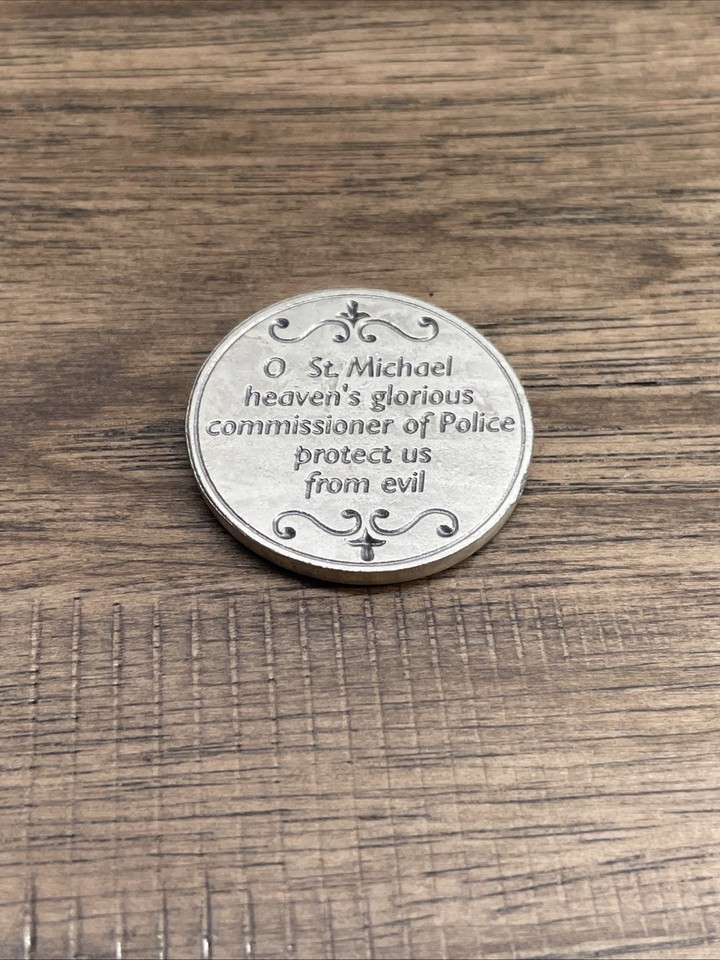 O St. Michael
heaven's glorious
commissioner of Police
protect us
from evil